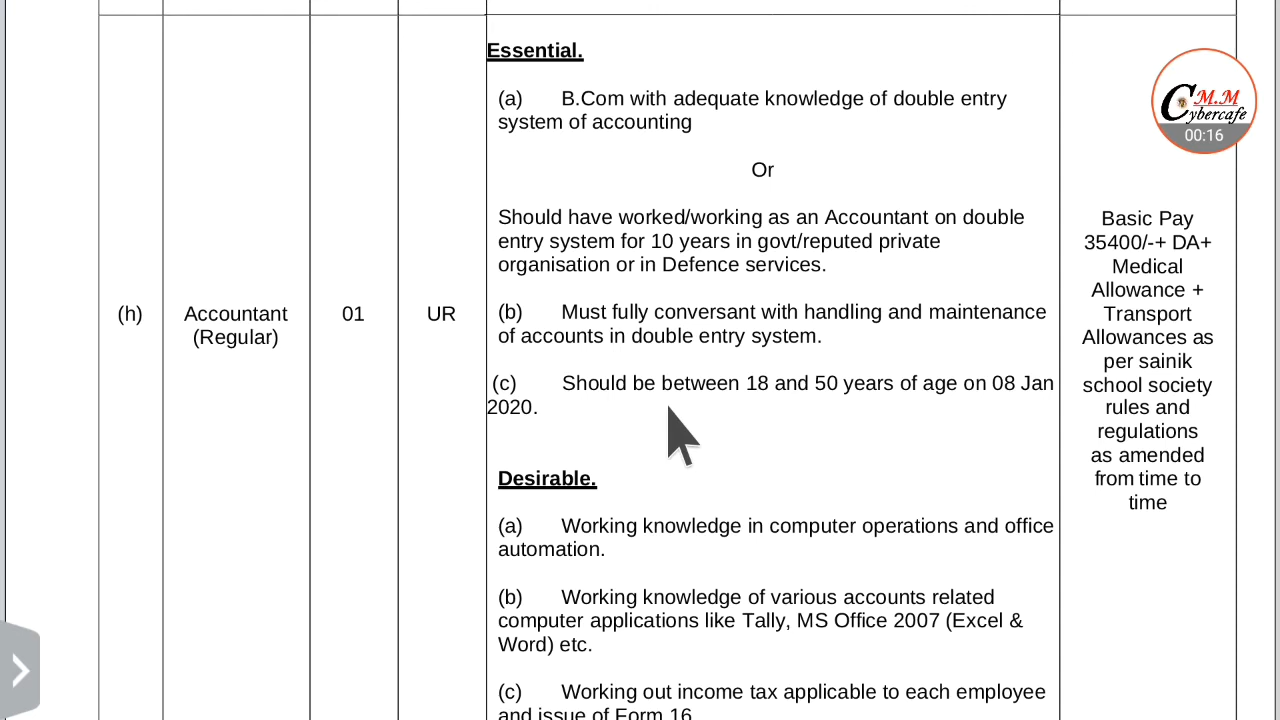 Essential.
(a) B.Com with adequate knowledge of double entry
system of accounting
Or
Should have worked/working as an Accountant on double
entry system for 10 years in govt/reputed private
organisation or in Defence services.
(h)
Accountant
(Regular)
01
UR
(b) Must fully conversant with handling and maintenance
of accounts in double entry system.
(c) Should be between 18 and 50 years of age on 08 Jan
2020.
Desirable.
(a) Working knowledge in computer operations and office
automation.
(b) Working knowledge of various accounts related
computer applications like Tally, MS Office 2007 (Excel &
Word) etc.
(c) Working out income tax applicable to each employee
and issue of Form 16
Basic Pay
35400/-+ DA+
Medical
Allowance +
Transport
Allowances as
per sainik
school society
rules and
regulations
as amended
from time to
time
M.M
Cybercafe
00:16